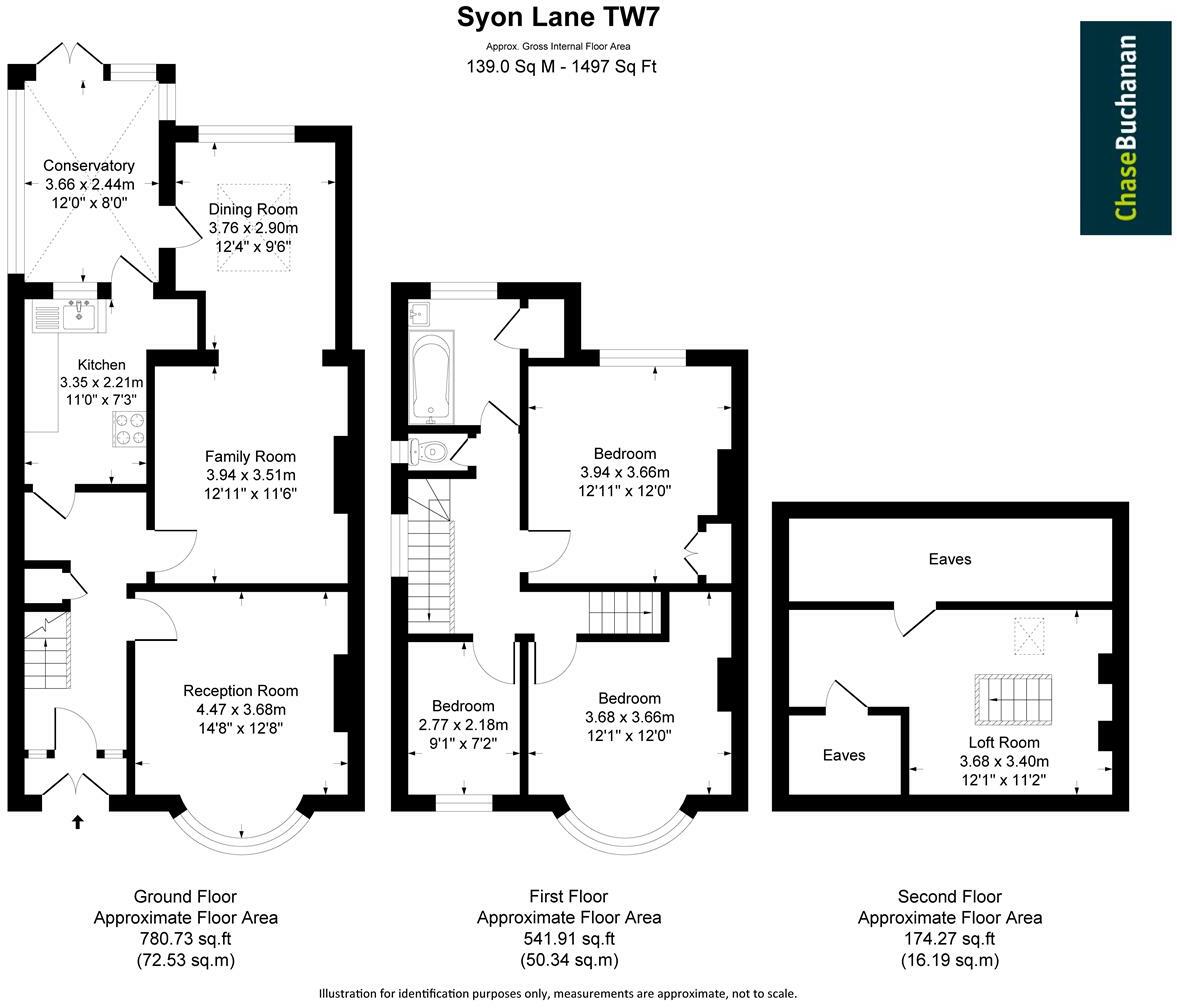 Syon Lane TW7
Approx. Gross Internal Floor Area
139.0 Sq M - 1497 Sq Ft
ChaseBuchanan
Conservatory
3.66 x 2.44m
12'0" x 8'0"
Dining Room
3.76 x 2.90m
12'4" x 9'6"
Kitchen
3.35 x 2.21m
11'0" x 7'3"
Family Room
3.94 x 3.51m
12'11" x 11'6"
Reception Room
4.47 x 3.68m
14'8" x 12'8"
Bedroom
3.94 x 3.66m
12'11" x 12'0"
Bedroom
2.77 x 2.18m
9'1" x 7'2"
Bedroom
3.68 x 3.66m
12'1" x 12'0"
Eaves
Eaves
Loft Room
3.68 x 3.40m
12'1" x 11'2"
Ground Floor
Approximate Floor Area
780.73 sq.ft
(72.53 sq.m)
First Floor
Approximate Floor Area
541.91 sq.ft
(50.34 sq.m)
Second Floor
Approximate Floor Area
174.27 sq.ft
(16.19 sq.m)
Illustration for identification purposes only, measurements are approximate, not to scale.